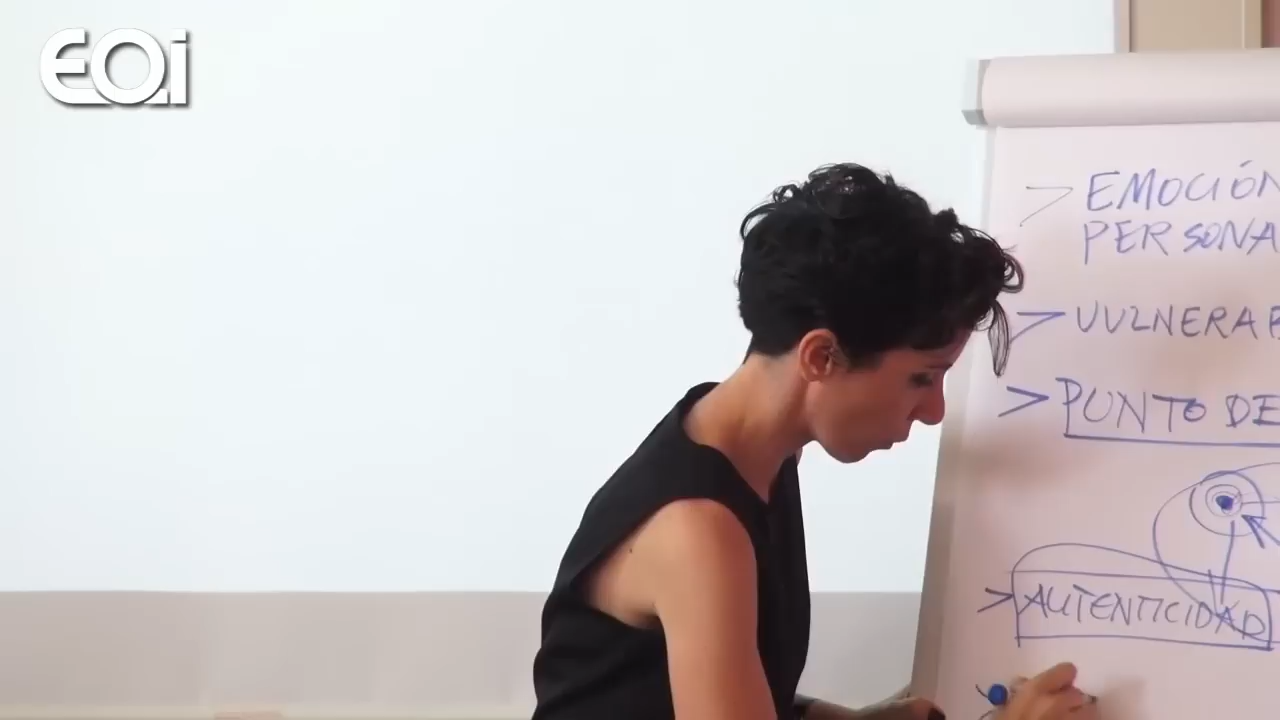 EOi
> EMOCIÓN
PERSONA
> VULNERAB
> PUNTO DE
> AUTENTICIDAD